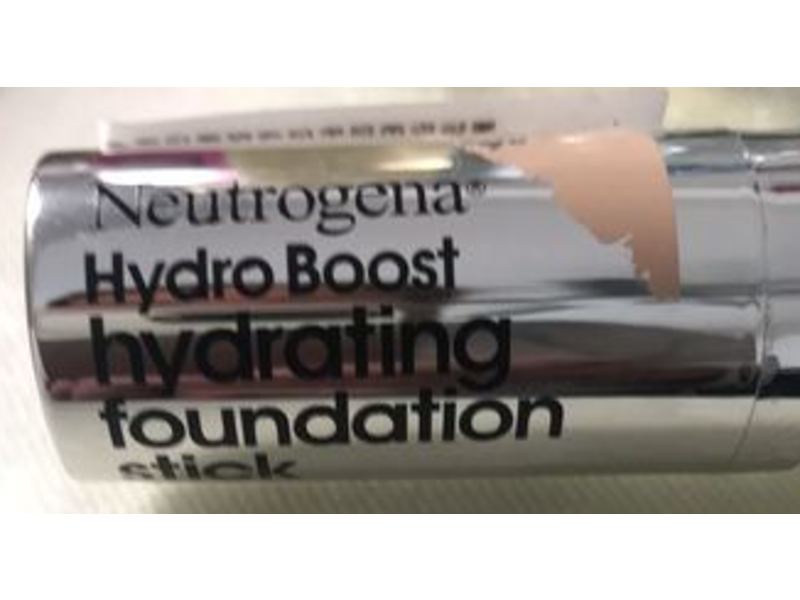 Neutrogena®
Hydro Boost
hydrating
foundation
stick